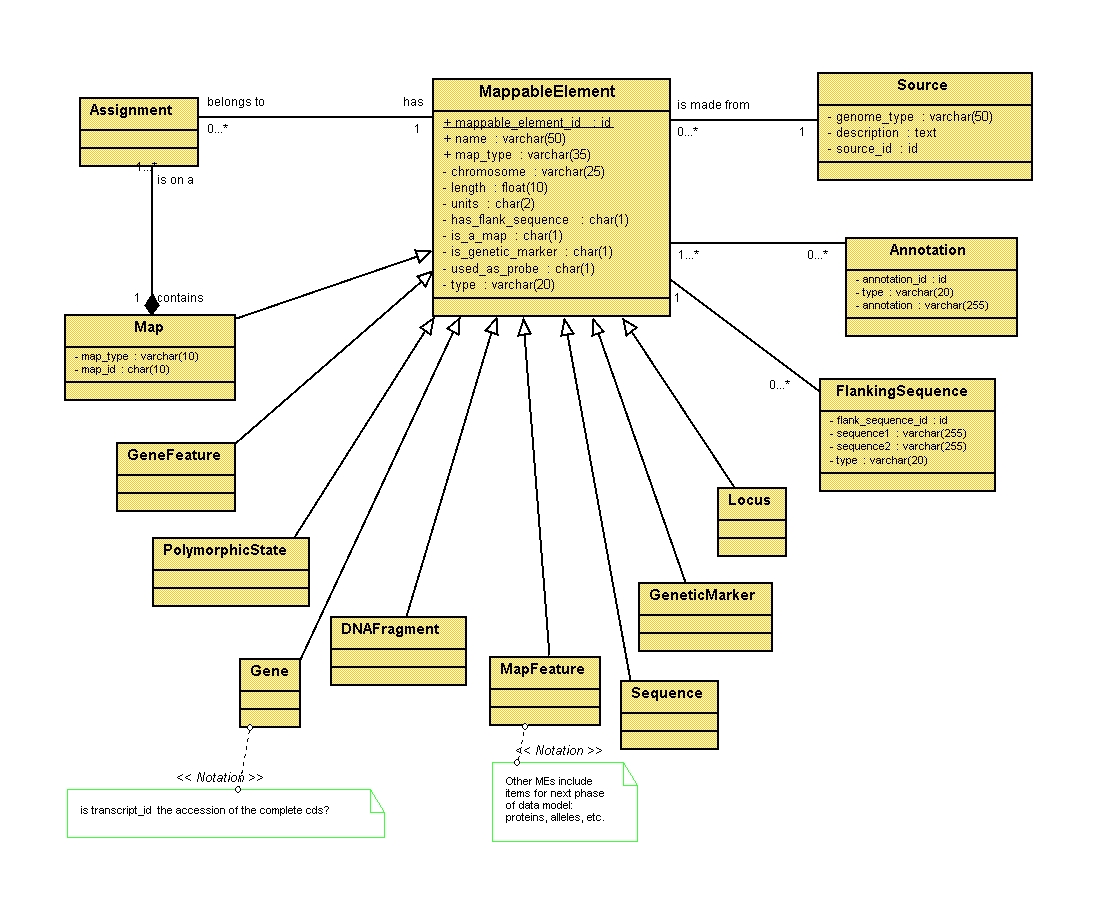 Assignment
belongs to
has
0...*
1
MappableElement
+ mappable_element_id : id
+ name : varchar(50)
+ map_type : varchar(35)
- chromosome : varchar(25)
- length : float(10)
- units : char(2)
- has_flank_sequence : char(1)
- is_a_map : char(1)
- is_genetic_marker : char(1)
- used_as_probe : char(1)
- type : varchar(20)
is made from
0...*
1
Source
- genome_type : varchar(50)
- description : text
- source_id : id
1...*
is on a
1
contains
Map
- map_type : varchar(10)
- map_id : char(10)
1...*
0...*
Annotation
- annotation_id : id
- type : varchar(20)
- annotation : varchar(255)
1
0...*
FlankingSequence
- flank_sequence_id : id
- sequence1 : varchar(255)
- sequence2 : varchar(255)
- type : varchar(20)
GeneFeature
PolymorphicState
Gene
DNAFragment
MapFeature
Sequence
GeneticMarker
Locus
<< Notation >>
is transcript_id the accession of the complete cds?
<< Notation >>
Other MEs include
items for next phase
of data model:
proteins, alleles, etc.